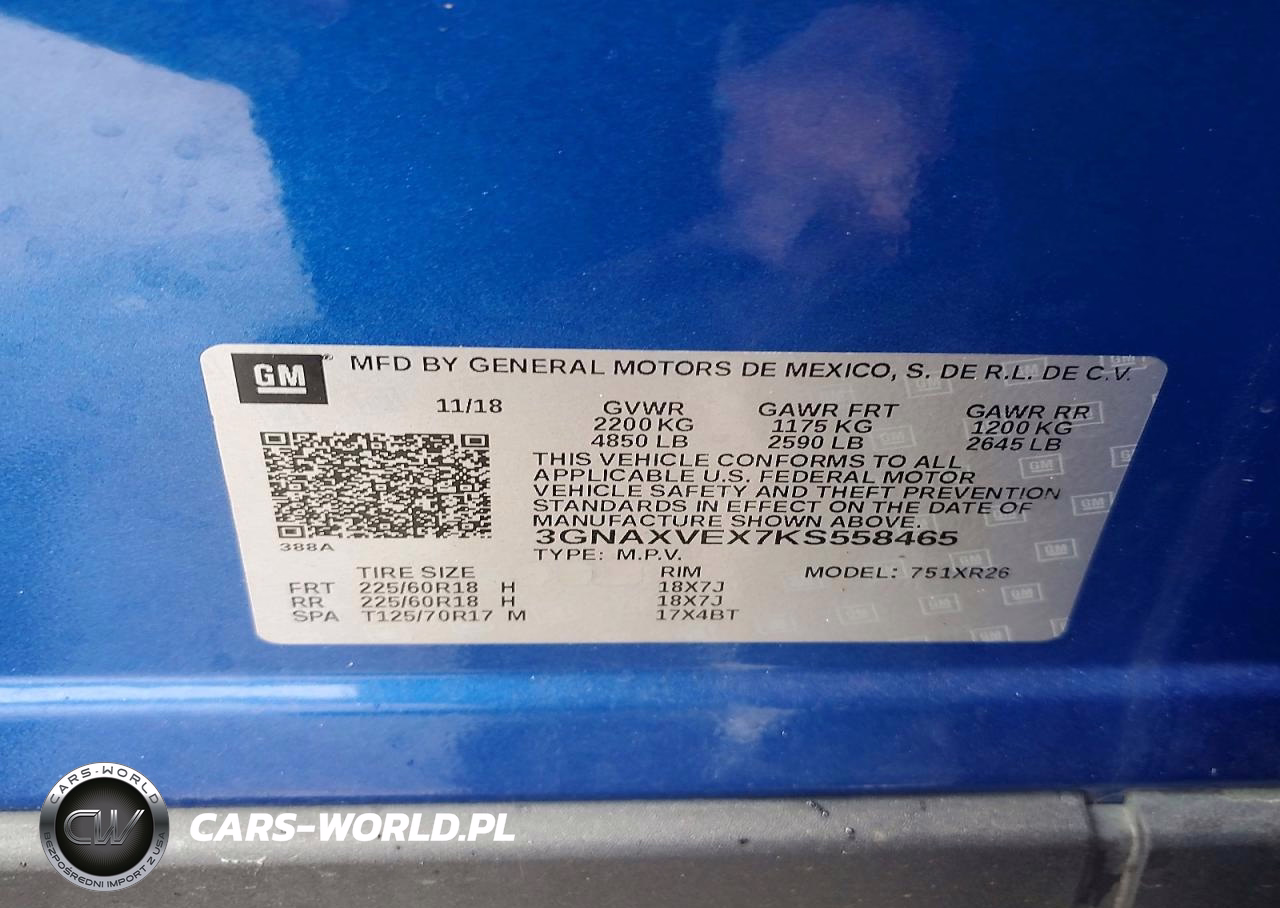 GM MFD BY GENERAL MOTORS DE MEXICO, S. DE R.L. DE C.V.
11/18 GVWR GAWR FRT GAWR RR
2200 KG 1175 KG 1200 KG
4850 LB 2590 LB 2645 LB
THIS VEHICLE CONFORMS TO ALL
APPLICABLE U.S. FEDERAL MOTOR
VEHICLE SAFETY AND THEFT PREVENTION
STANDARDS IN EFFECT ON THE DATE OF
MANUFACTURE SHOWN ABOVE.
3GNAXVEX7KS558465
388A
TYPE: M.P.V.
TIRE SIZE RIM MODEL: 751XR26
FRT 225/60R18 H 18X7J
RR 225/60R18 H 18X7J
SPA T125/70R17 M 17X4BT
CARS-WORLD
CW
BEZPOŚREDNI IMPORT Z USA
CARS-WORLD.PL